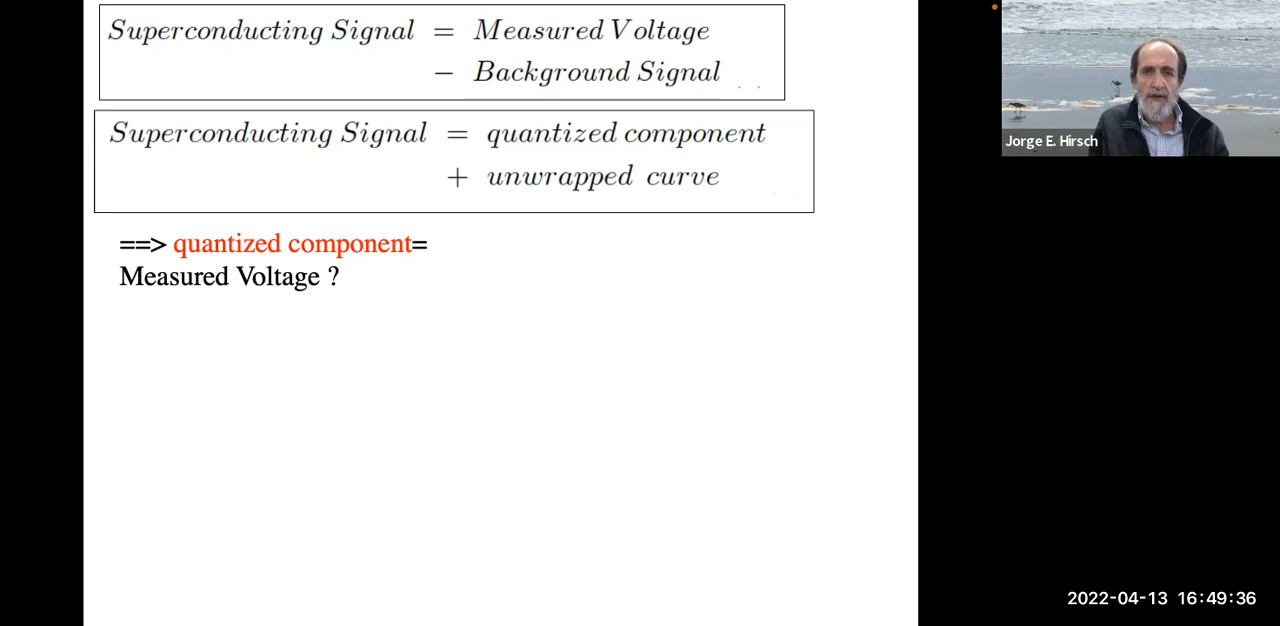 Superconducting Signal = Measured Voltage
− Background Signal
Superconducting Signal = quantized component
+ unwrapped curve
==> quantized component=
Measured Voltage ?
Jorge E. Hirsch
2022-04-13 16:49:36